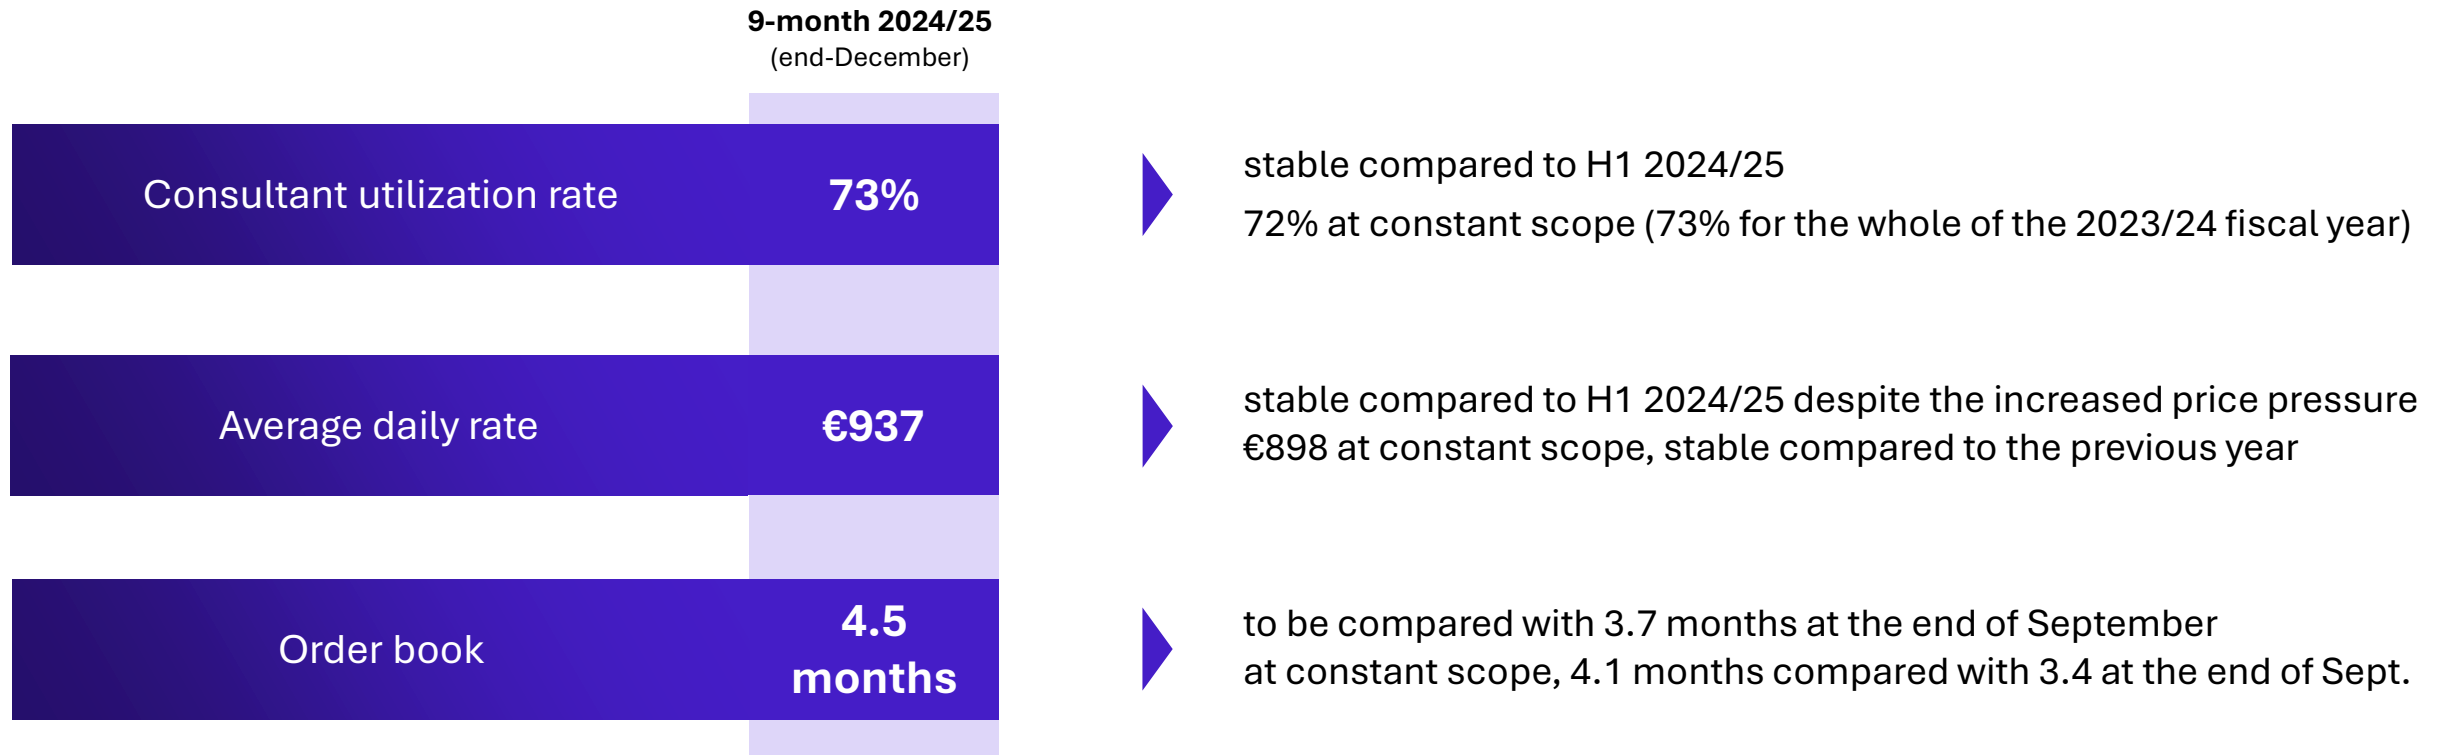 9-month 2024/25
(end-December)
Consultant utilization rate
73%
stable compared to H1 2024/25
72% at constant scope (73% for the whole of the 2023/24 fiscal year)
Average daily rate
€937
stable compared to H1 2024/25 despite the increased price pressure
€898 at constant scope, stable compared to the previous year
Order book
4.5
months
to be compared with 3.7 months at the end of September
at constant scope, 4.1 months compared with 3.4 at the end of Sept.